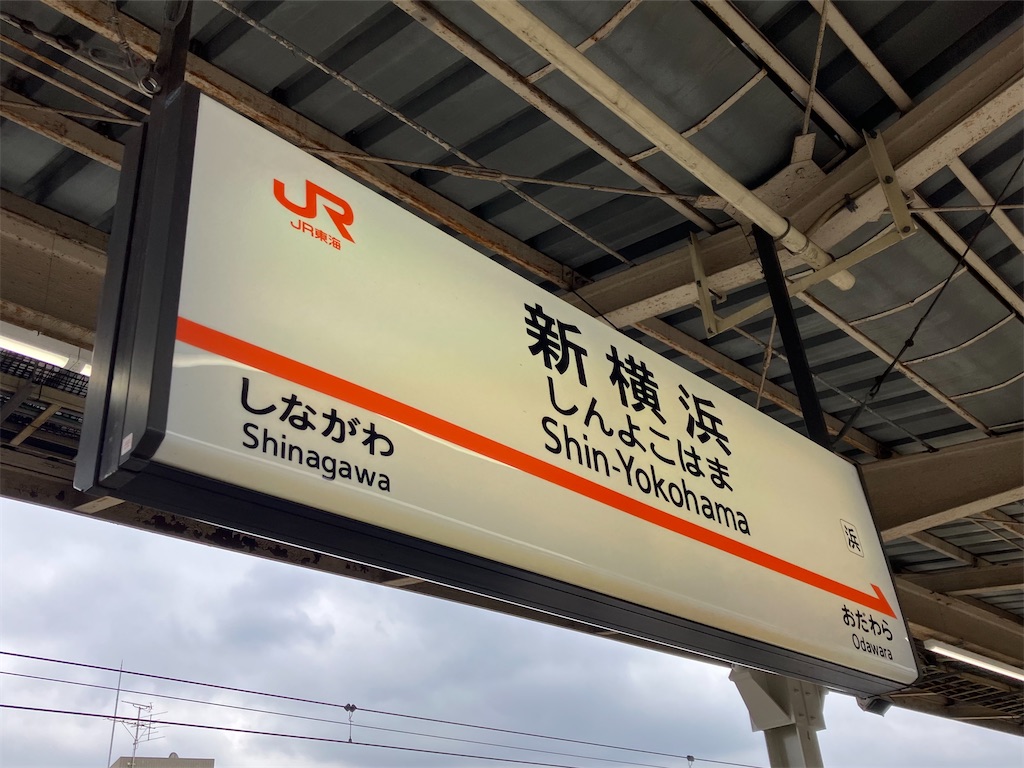 JR
JR東海
新横浜
しんよこはま
Shin-Yokohama
しながわ
Shinagawa
浜
おだわら
Odawara